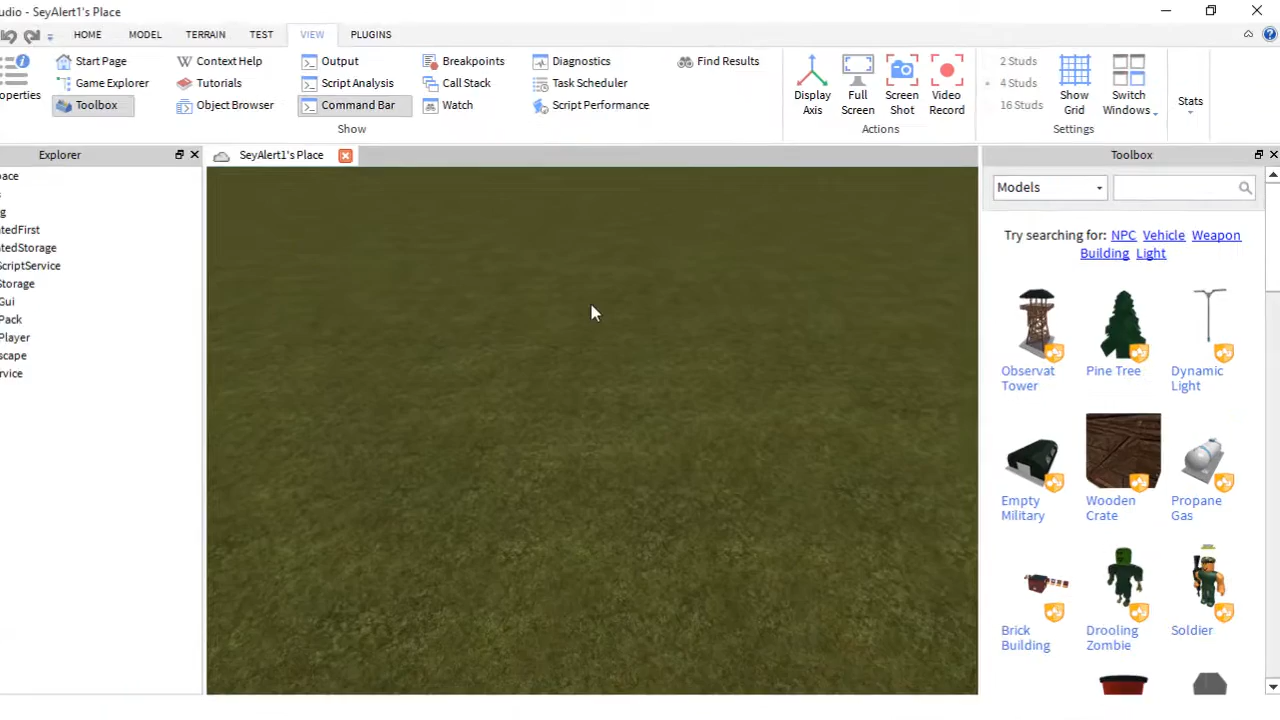 udio - SeyAlert1's Place
HOME MODEL TERRAIN TEST VIEW PLUGINS
Start Page Context Help Output Breakpoints Diagnostics Find Results
operties Game Explorer Tutorials Script Analysis Call Stack Task Scheduler
Toolbox Object Browser Command Bar Watch Script Performance
Show
Display Axis
Full Screen
Screen Shot
Video Record
Actions
2 Studs
4 Studs
16 Studs
Show Grid
Switch Windows
Settings
Stats
Explorer
SeyAlert1's Place
Toolbox
pace
s
g
atedFirst
atedStorage
ScriptService
Storage
Gui
Pack
Player
scape
rvice
Models
Try searching for: NPC Vehicle Weapon
Building Light
Observat Tower
Pine Tree
Dynamic Light
Empty Military
Wooden Crate
Propane Gas
Brick Building
Drooling Zombie
Soldier